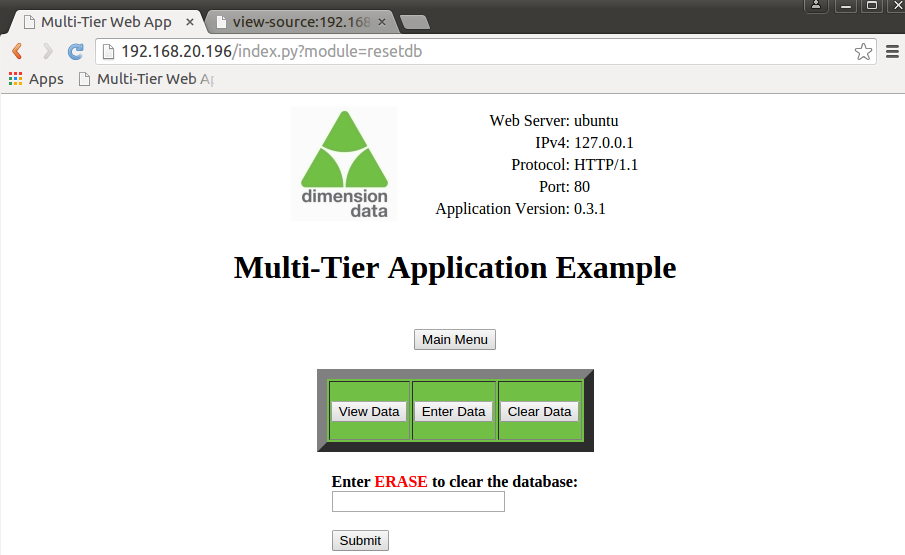 Multi-Tier Web App
view-source:192.168
192.168.20.196/index.py?module=resetdb
Apps
Multi-Tier Web Ap
dimension
data
Web Server: ubuntu
IPv4: 127.0.0.1
Protocol: HTTP/1.1
Port: 80
Application Version: 0.3.1
Multi-Tier Application Example
Main Menu
View Data Enter Data Clear Data
Enter ERASE to clear the database:
Submit